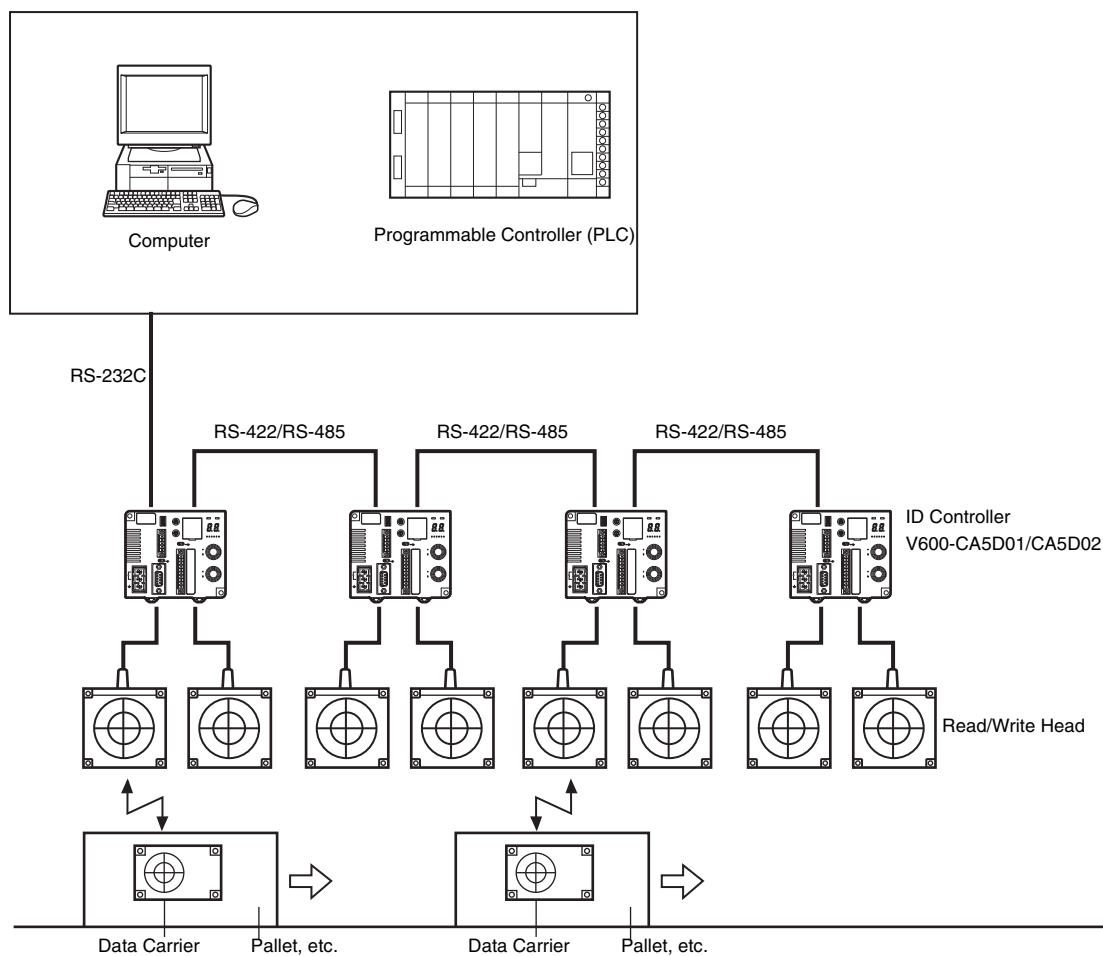 Computer
Programmable Controller (PLC)
RS-232C
RS-422/RS-485
RS-422/RS-485
RS-422/RS-485
ID Controller
V600-CA5D01/CA5D02
Read/Write Head
Data Carrier
Pallet, etc.
Data Carrier
Pallet, etc.